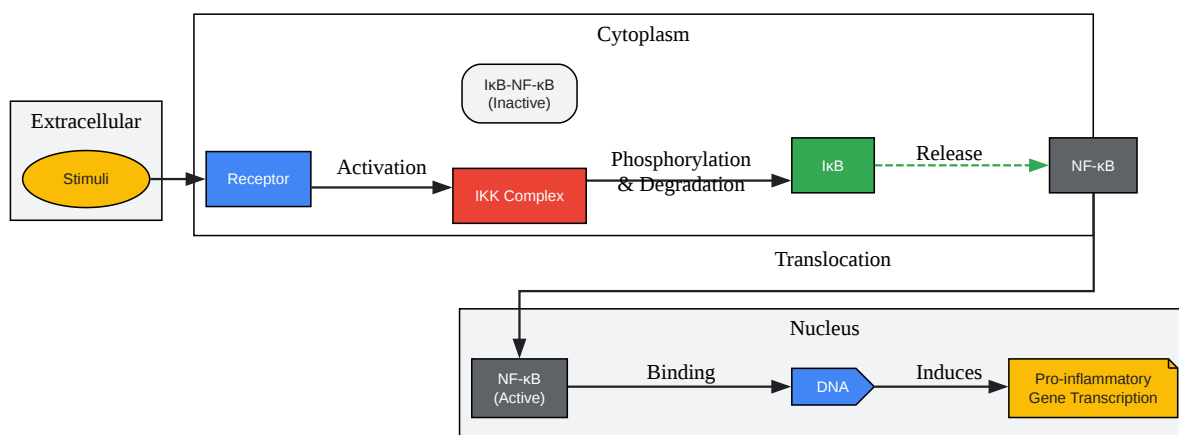 Cytoplasm
IκB-NF-κB
(Inactive)
Extracellular
Stimuli
Receptor
Activation
IKK Complex
Phosphorylation
& Degradation
IκB
Release
NF-κB
Translocation
Nucleus
NF-κB
(Active)
Binding
DNA
Induces
Pro-inflammatory
Gene Transcription